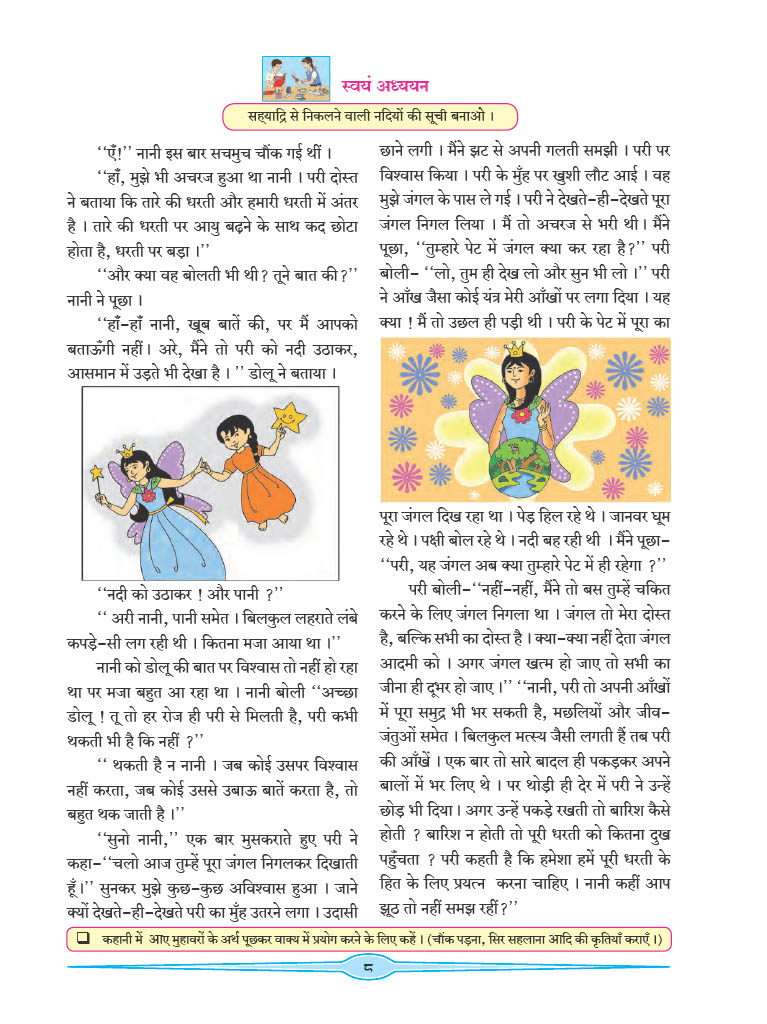 स्वयं अध्ययन
सह्याद्रि से निकलने वाली नदियों की सूची बनाओ ।
‘‘एँ!’’ नानी इस बार सचमुच चौंक गई थीं ।
‘‘हाँ, मुझे भी अचरज हुआ था नानी । परी दोस्त
ने बताया कि तारे की धरती और हमारी धरती में अंतर
है । तारे की धरती पर आयु बढ़ने के साथ कद छोटा
होता है, धरती पर बड़ा ।’’
‘‘और क्या वह बोलती भी थी? तूने बात की?’’
नानी ने पूछा ।
‘‘हाँ-हाँ नानी, खूब बातें की, पर मैं आपको
बताऊँगी नहीं। अरे, मैंने तो परी को नदी उठाकर,
आसमान में उड़ते भी देखा है । ’’ डोलू ने बताया ।
‘‘नदी को उठाकर ! और पानी ?’’
‘‘ अरी नानी, पानी समेत । बिलकुल लहराते लंबे
कपड़े-सी लग रही थी । कितना मजा आया था ।’’
नानी को डोलू की बात पर विश्वास तो नहीं हो रहा
था पर मजा बहुत आ रहा था । नानी बोली ‘‘अच्छा
डोलू ! तू तो हर रोज ही परी से मिलती है, परी कभी
थकती भी है कि नहीं ?’’
‘‘ थकती है न नानी । जब कोई उसपर विश्वास
नहीं करता, जब कोई उससे उबाऊ बातें करता है, तो
बहुत थक जाती है ।’’
‘‘सुनो नानी,’’ एक बार मुसकराते हुए परी ने
कहा-‘‘चलो आज तुम्हें पूरा जंगल निगलकर दिखाती
हूँ।’’ सुनकर मुझे कुछ-कुछ अविश्वास हुआ । जाने
क्यों देखते-ही-देखते परी का मुँह उतरने लगा । उदासी
छाने लगी । मैंने झट से अपनी गलती समझी । परी पर
विश्वास किया । परी के मुँह पर खुशी लौट आई । वह
मुझे जंगल के पास ले गई । परी ने देखते-ही-देखते पूरा
जंगल निगल लिया । मैं तो अचरज से भरी थी। मैंने
पूछा, ‘‘तुम्हारे पेट में जंगल क्या कर रहा है?’’ परी
बोली- ‘‘लो, तुम ही देख लो और सुन भी लो ।’’ परी
ने आँख जैसा कोई यंत्र मेरी आँखों पर लगा दिया । यह
क्या ! मैं तो उछल ही पड़ी थी । परी के पेट में पूरा का
पूरा जंगल दिख रहा था । पेड़ हिल रहे थे । जानवर घूम
रहे थे । पक्षी बोल रहे थे । नदी बह रही थी । मैंने पूछा-
‘‘परी, यह जंगल अब क्या तुम्हारे पेट में ही रहेगा ?’’
परी बोली-‘‘नहीं-नहीं, मैंने तो बस तुम्हें चकित
करने के लिए जंगल निगला था । जंगल तो मेरा दोस्त
है, बल्कि सभी का दोस्त है । क्या-क्या नहीं देता जंगल
आदमी को । अगर जंगल खत्म हो जाए तो सभी का
जीना ही दूभर हो जाए ।’’ ‘‘नानी, परी तो अपनी आँखों
में पूरा समुद्र भी भर सकती है, मछलियों और जीव-
जंतुओं समेत । बिलकुल मत्स्य जैसी लगती हैं तब परी
की आँखें । एक बार तो सारे बादल ही पकड़कर अपने
बालों में भर लिए थे । पर थोड़ी ही देर में परी ने उन्हें
छोड़ भी दिया। अगर उन्हें पकड़े रखती तो बारिश कैसे
होती ? बारिश न होती तो पूरी धरती को कितना दुख
पहुँचता ? परी कहती है कि हमेशा हमें पूरी धरती के
हित के लिए प्रयत्न करना चाहिए । नानी कहीं आप
झूठ तो नहीं समझ रहीं?’’
❑ कहानी में आए मुहावरों के अर्थ पूछकर वाक्य में प्रयोग करने के लिए कहें । (चौंक पड़ना, सिर सहलाना आदि की कृतियाँ कराएँ ।)
८